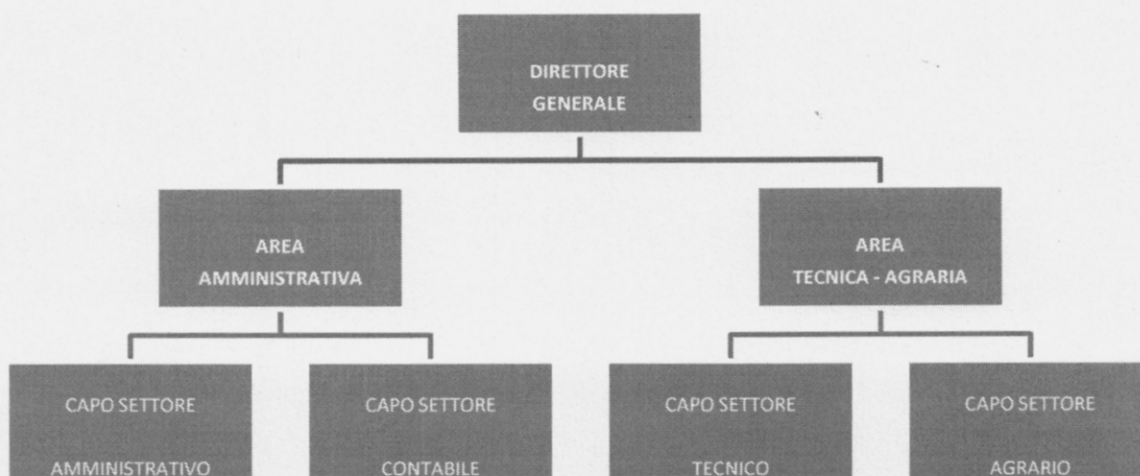 DIRETTORE
GENERALE
AREA
AMMINISTRATIVA
AREA
TECNICA - AGRARIA
CAPO SETTORE
AMMINISTRATIVO
CAPO SETTORE
CONTABILE
CAPO SETTORE
TECNICO
CAPO SETTORE
AGRARIO